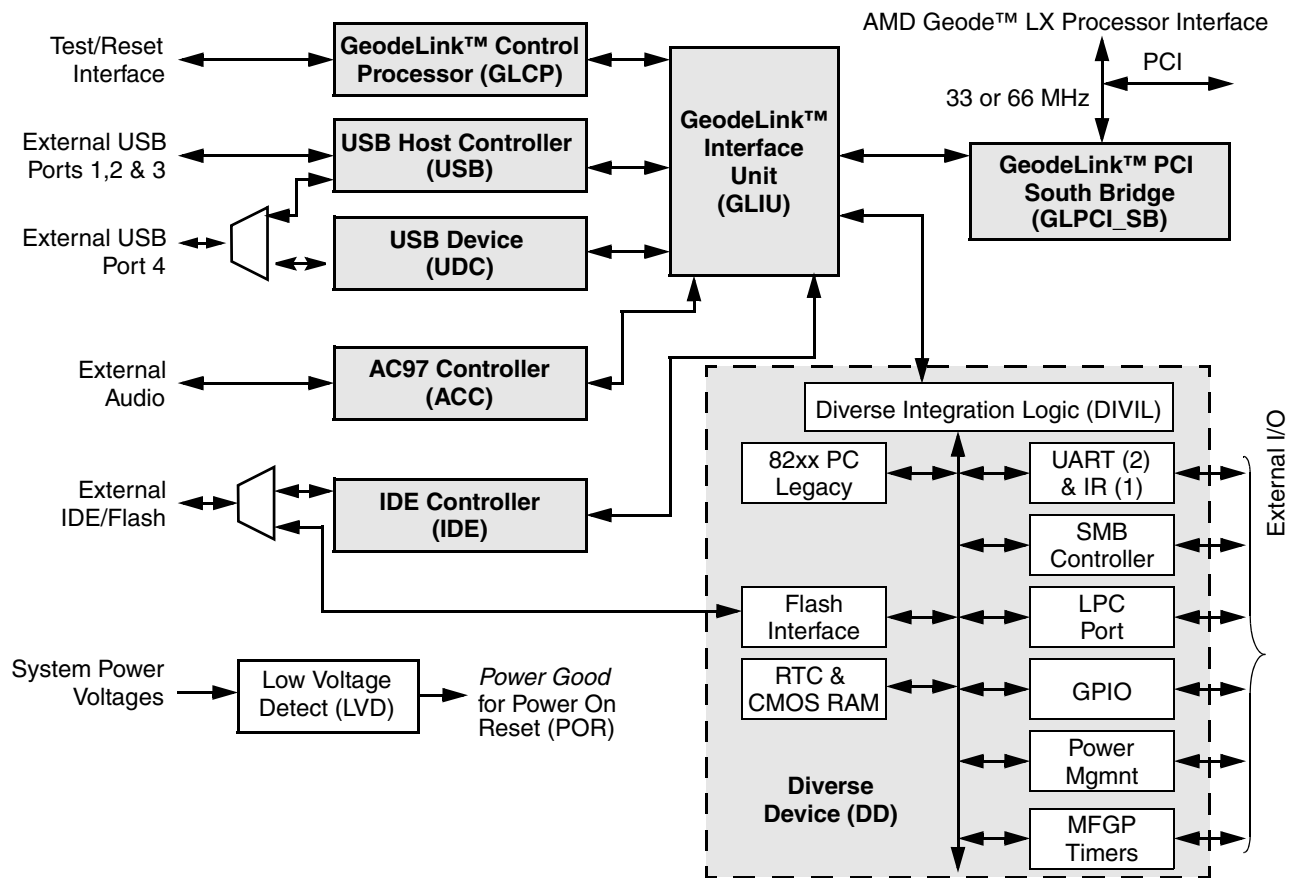 AMD Geode™ LX Processor Interface
Test/Reset
Interface
GeodeLink™ Control
Processor (GLCP)
PCI
33 or 66 MHz
External USB
Ports 1,2 & 3
USB Host Controller
(USB)
GeodeLink™
Interface
Unit
(GLIU)
GeodeLink™ PCI
South Bridge
(GLPCI_SB)
External USB
Port 4
USB Device
(UDC)
External
Audio
AC97 Controller
(ACC)
External
IDE/Flash
IDE Controller
(IDE)
System Power
Voltages
Low Voltage
Detect (LVD)
Power Good
for Power On
Reset (POR)
Diverse Integration Logic (DIVIL)
82xx PC
Legacy
UART (2)
& IR (1)
SMB
Controller
Flash
Interface
LPC
Port
RTC &
CMOS RAM
GPIO
Power
Mgmnt
Diverse
Device (DD)
MFGP
Timers
External I/O